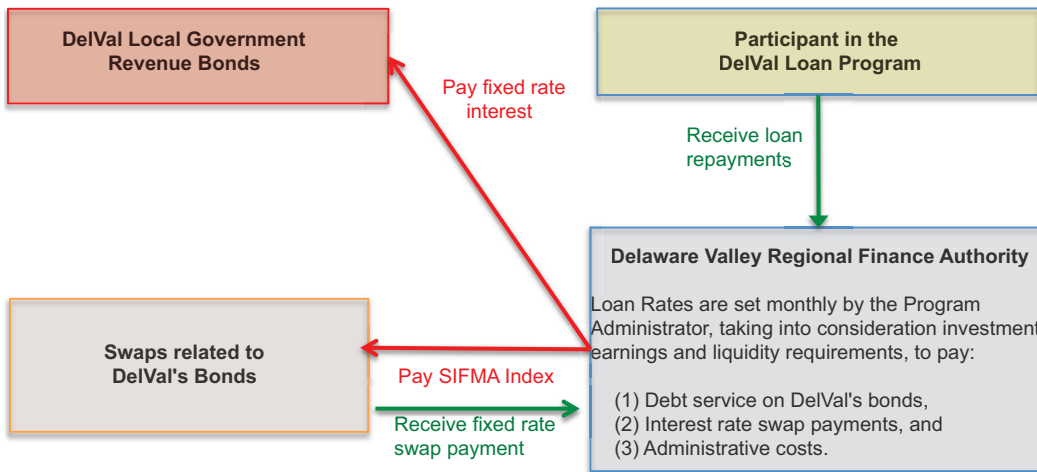 DelVal Local Government
Revenue Bonds
Participant in the
DelVal Loan Program
Pay fixed rate
interest
Receive loan
repayments
Delaware Valley Regional Finance Authority
Loan Rates are set monthly by the Program
Administrator, taking into consideration investment
earnings and liquidity requirements, to pay:
(1) Debt service on DelVal's bonds,
(2) Interest rate swap payments, and
(3) Administrative costs.
Swaps related to
DelVal's Bonds
Pay SIFMA Index
Receive fixed rate
swap payment